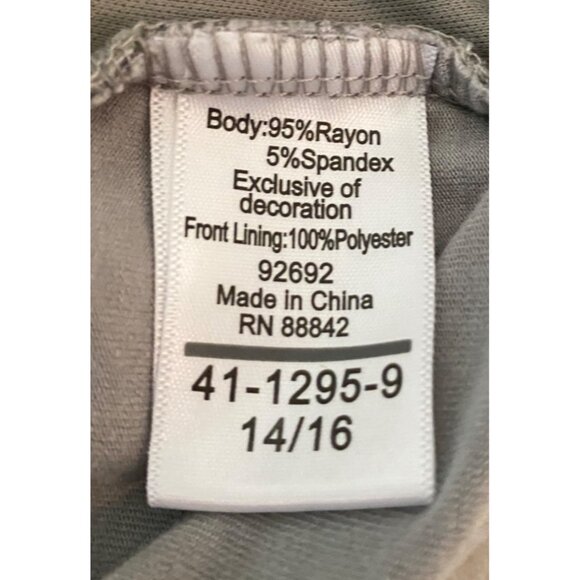 Body:95%Rayon
5%Spandex
Exclusive of
decoration
Front Lining:100%Polyester
92692
Made in China
RN 88842
41-1295-9
14/16